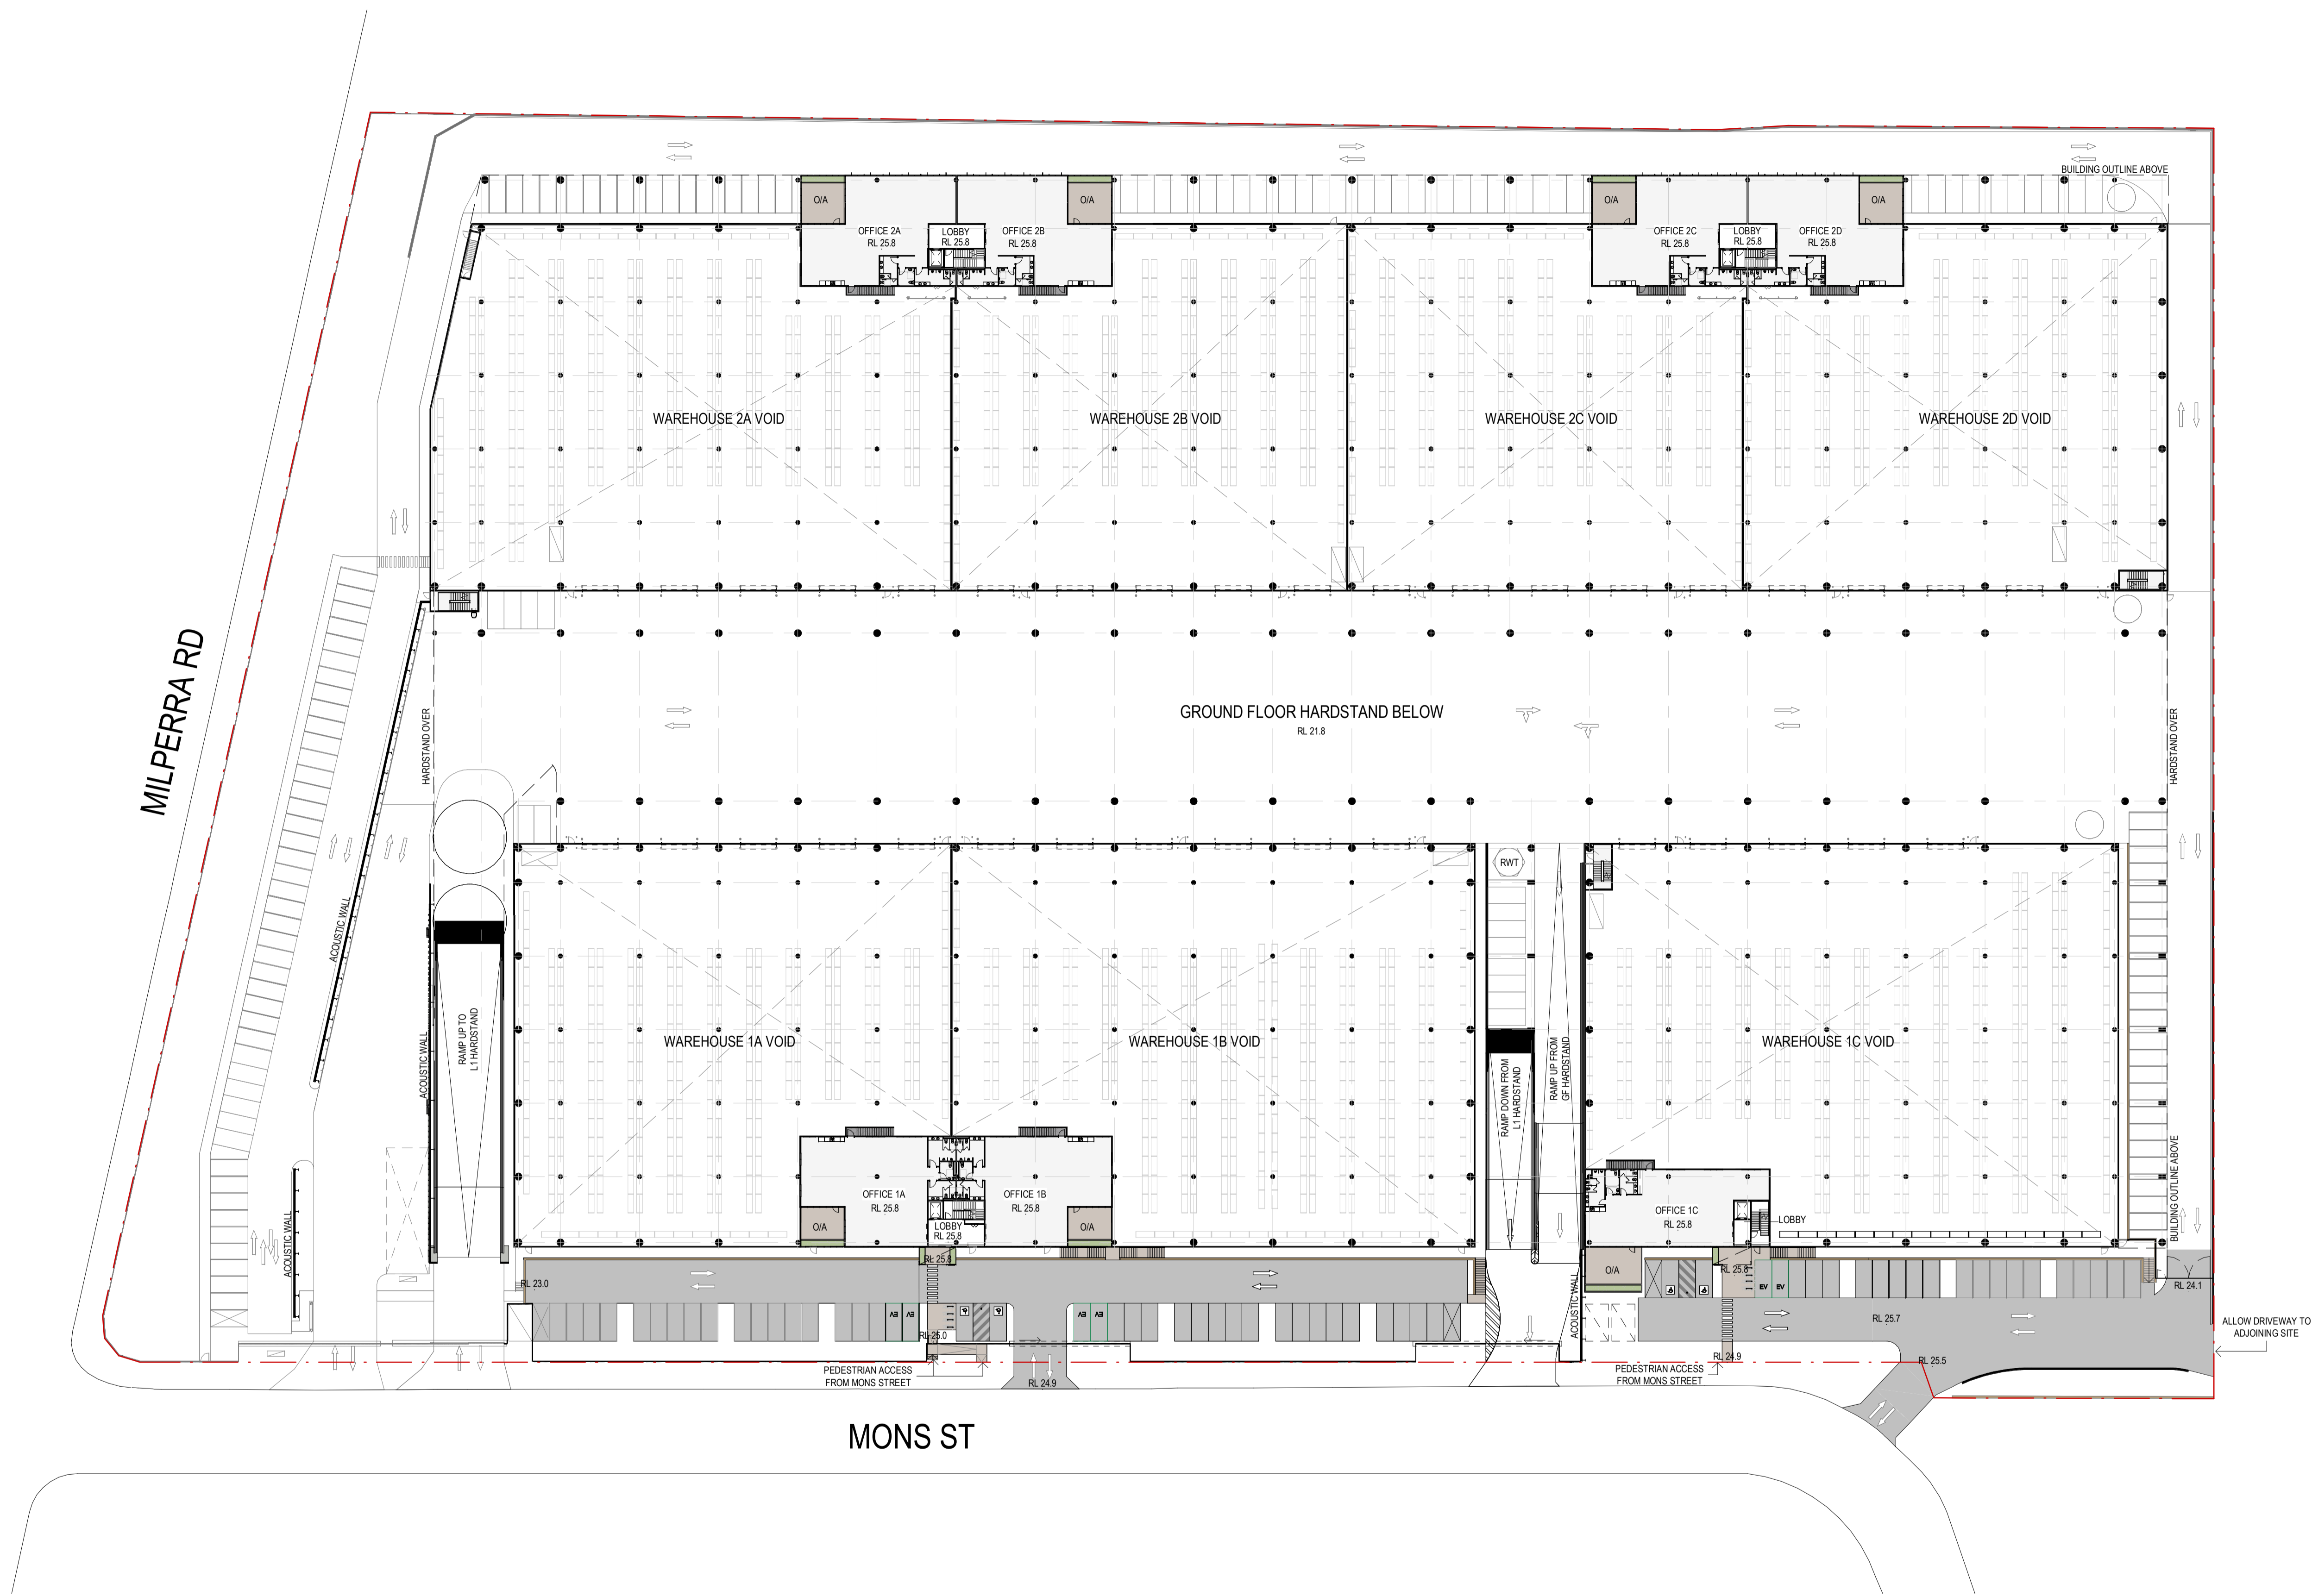 BUILDING OUTLINE ABOVE
O/A
O/A
O/A
O/A
OFFICE 2A
RL 25.8
LOBBY
RL 25.8
OFFICE 2B
RL 25.8
OFFICE 2C
RL 25.8
LOBBY
RL 25.8
OFFICE 2D
RL 25.8
WAREHOUSE 2A VOID
WAREHOUSE 2B VOID
WAREHOUSE 2C VOID
WAREHOUSE 2D VOID
MILPERRA RD
HARDSTAND OVER
GROUND FLOOR HARDSTAND BELOW
RL 21.8
HARDSTAND OVER
RWT
ACOUSTIC WALL
ACOUSTIC WALL
RAMP UP TO
L1 HARDSTAND
WAREHOUSE 1A VOID
WAREHOUSE 1B VOID
RAMP DOWN FROM
L1 HARDSTAND
RAMP UP FROM
GF HARDSTAND
WAREHOUSE 1C VOID
BUILDING OUTLINE ABOVE
ACOUSTIC WALL
OFFICE 1A
RL 25.8
OFFICE 1B
RL 25.8
O/A
LOBBY
RL 25.8
O/A
OFFICE 1C
RL 25.8
LOBBY
RL 25.8
O/A
RL 25.8
ACOUSTIC WALL
RL 23.0
EV
EV
EV
EV
EV
EV
RL 24.1
RL 25.0
RL 25.7
ALLOW DRIVEWAY TO
ADJOINING SITE
RL 24.9
RL 25.5
PEDESTRIAN ACCESS
FROM MONS STREET
RL 24.9
PEDESTRIAN ACCESS
FROM MONS STREET
MONS ST